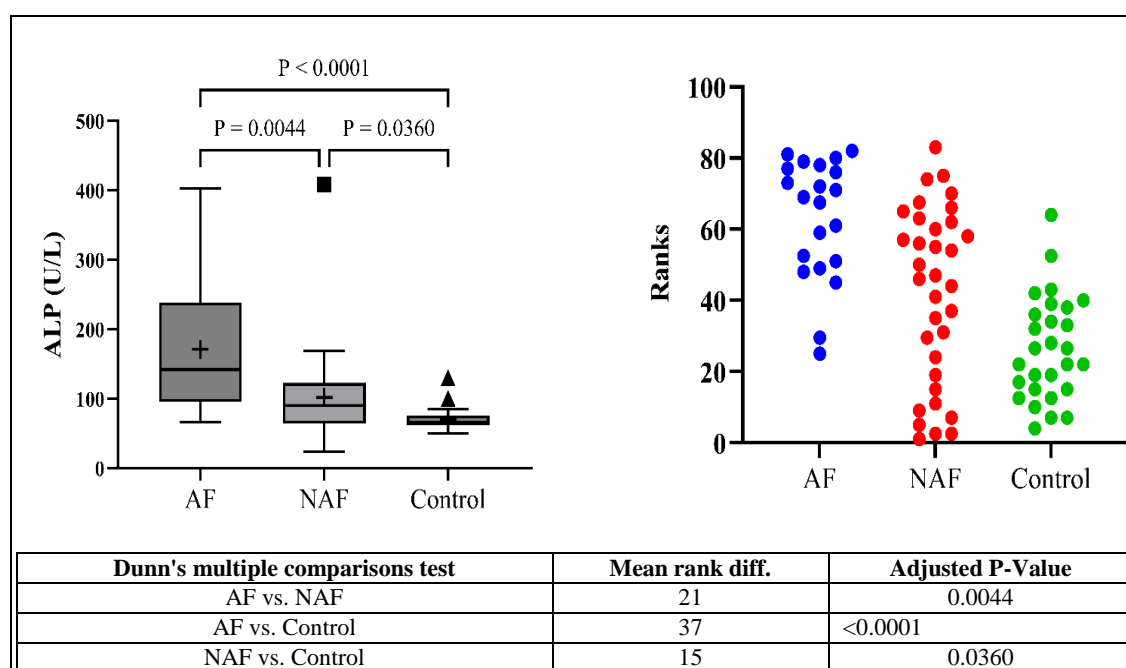 P < 0.0001
P = 0.0044 P = 0.0360
ALP (U/L)
500
400
300
200
100
0
AF NAF Control
Ranks
100
80
60
40
20
0
AF NAF Control
Dunn's multiple comparisons test Mean rank diff. Adjusted P-Value
AF vs. NAF 21 0.0044
AF vs. Control 37 <0.0001
NAF vs. Control 15 0.0360